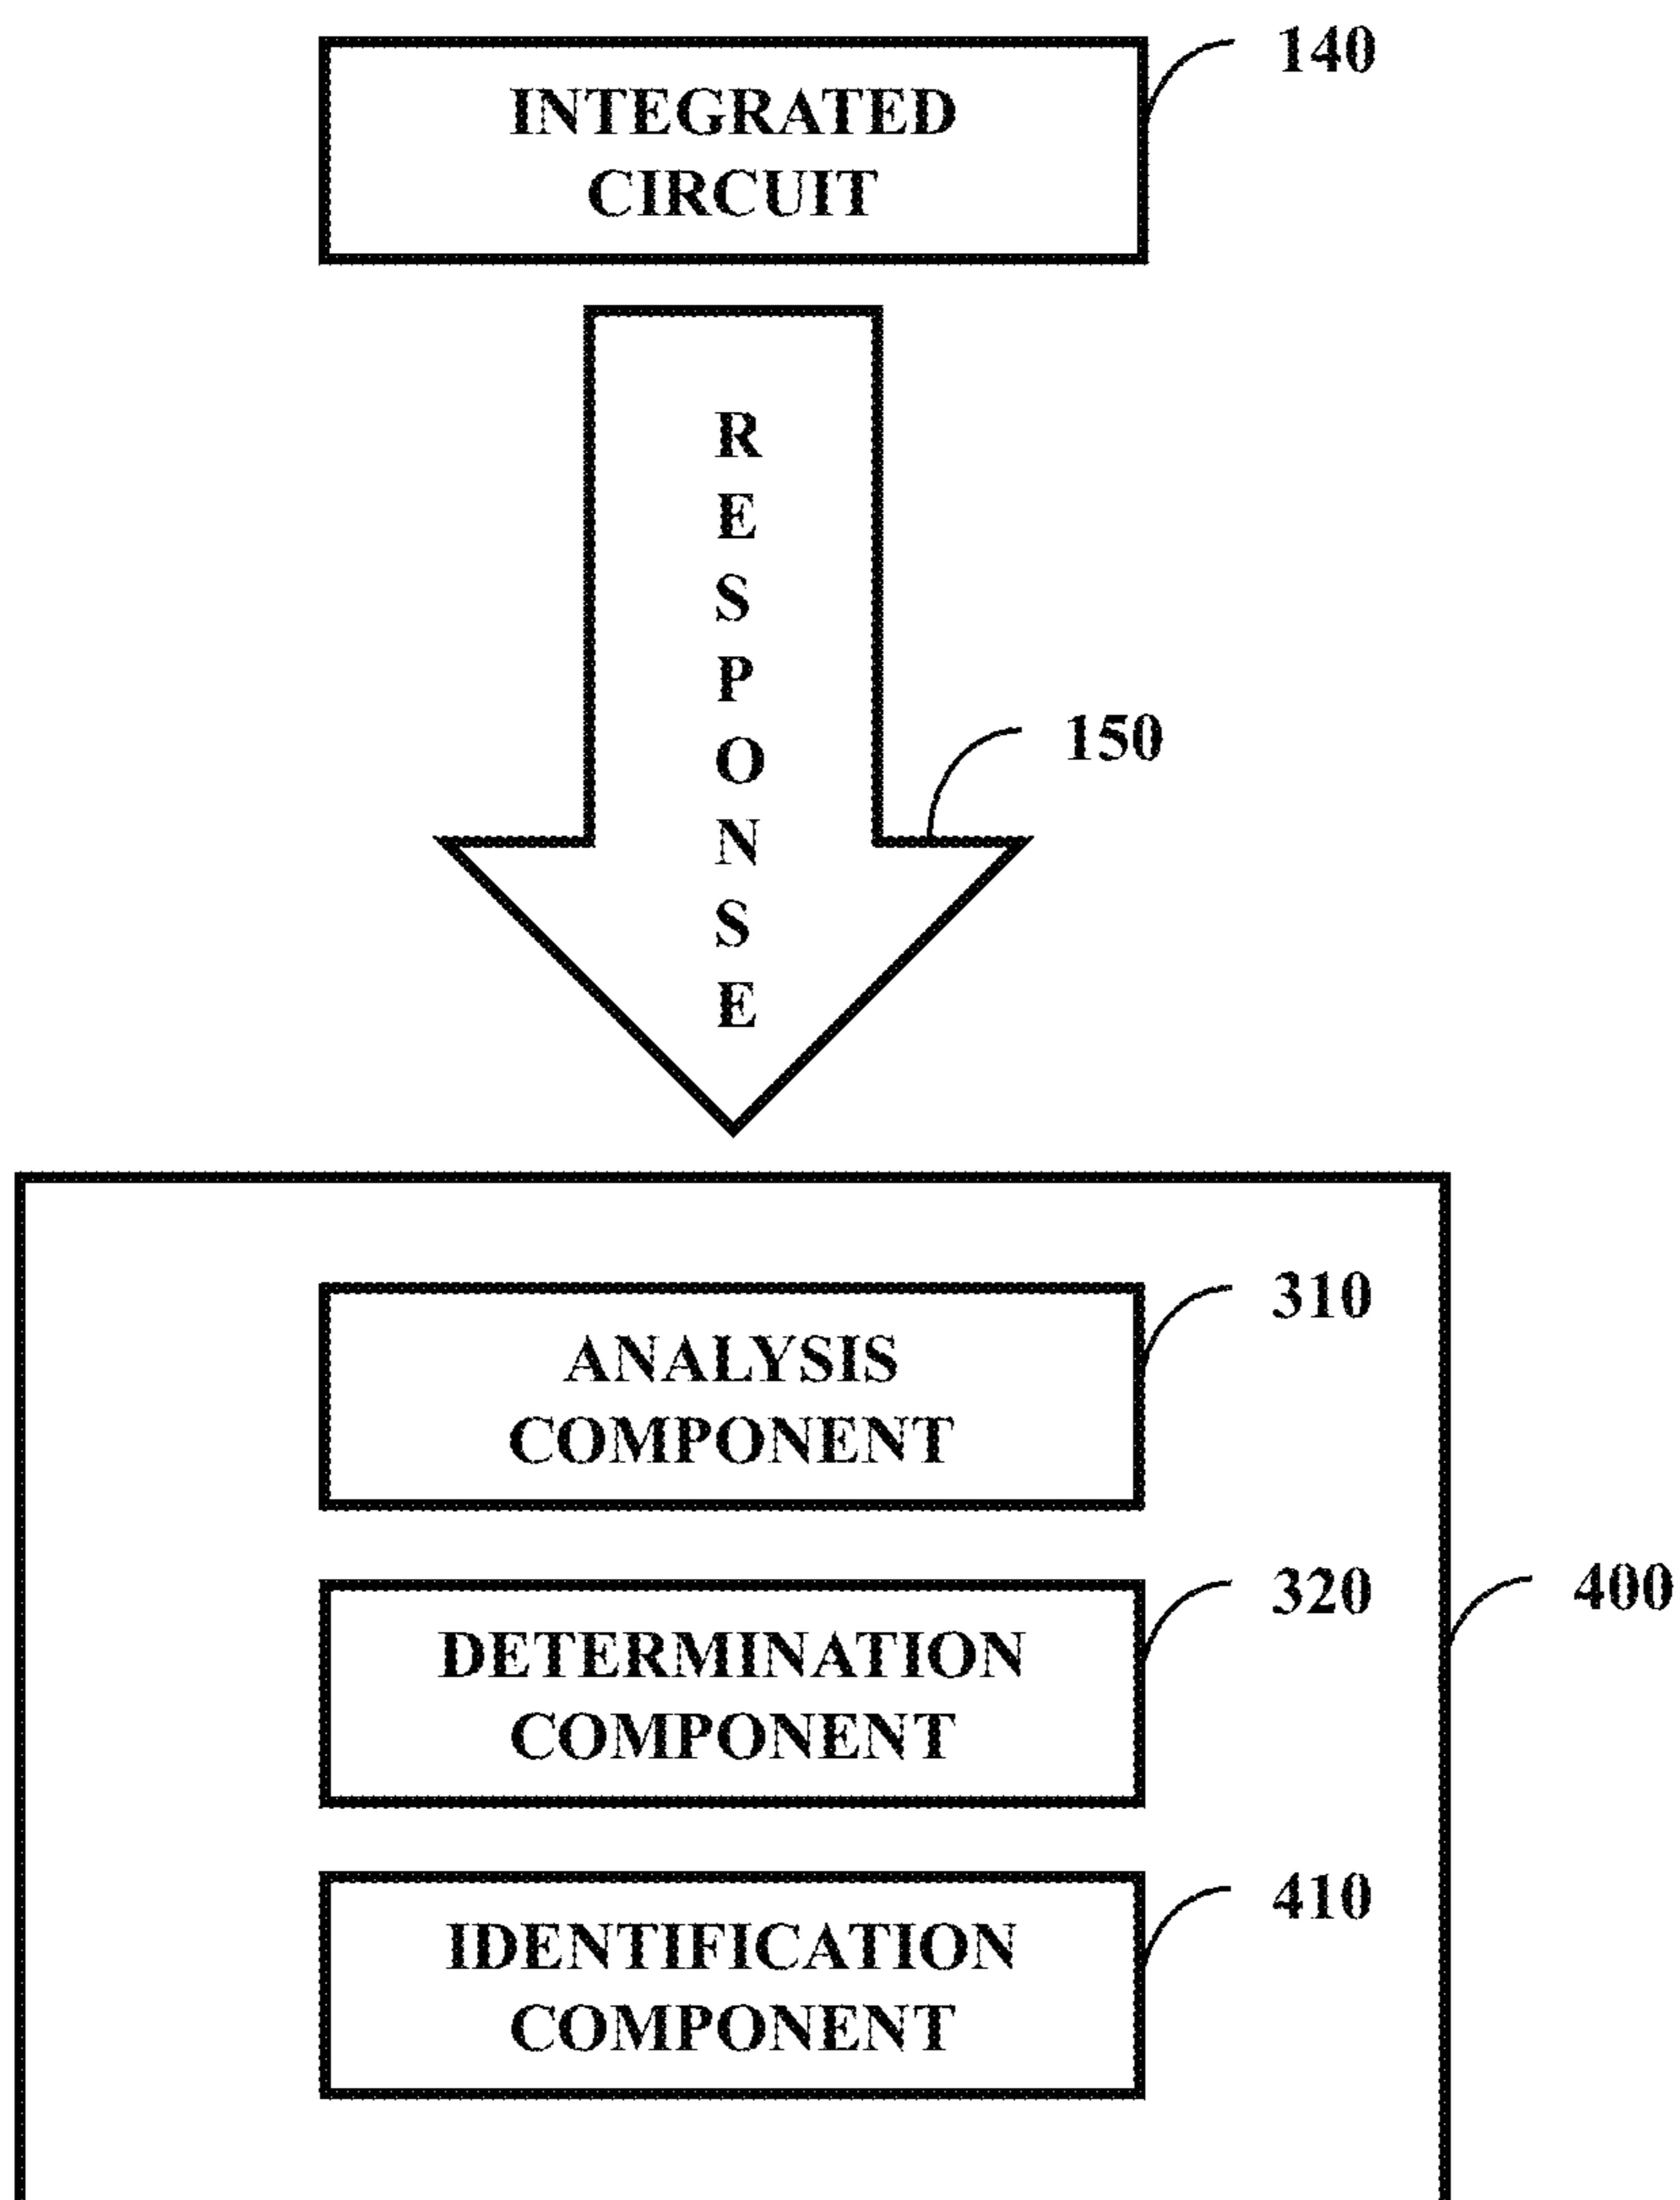 140
INTEGRATED
CIRCUIT
R
E
S
P
O
N
S
E
150
310
ANALYSIS
COMPONENT
320
400
DETERMINATION
COMPONENT
410
IDENTIFICATION
COMPONENT